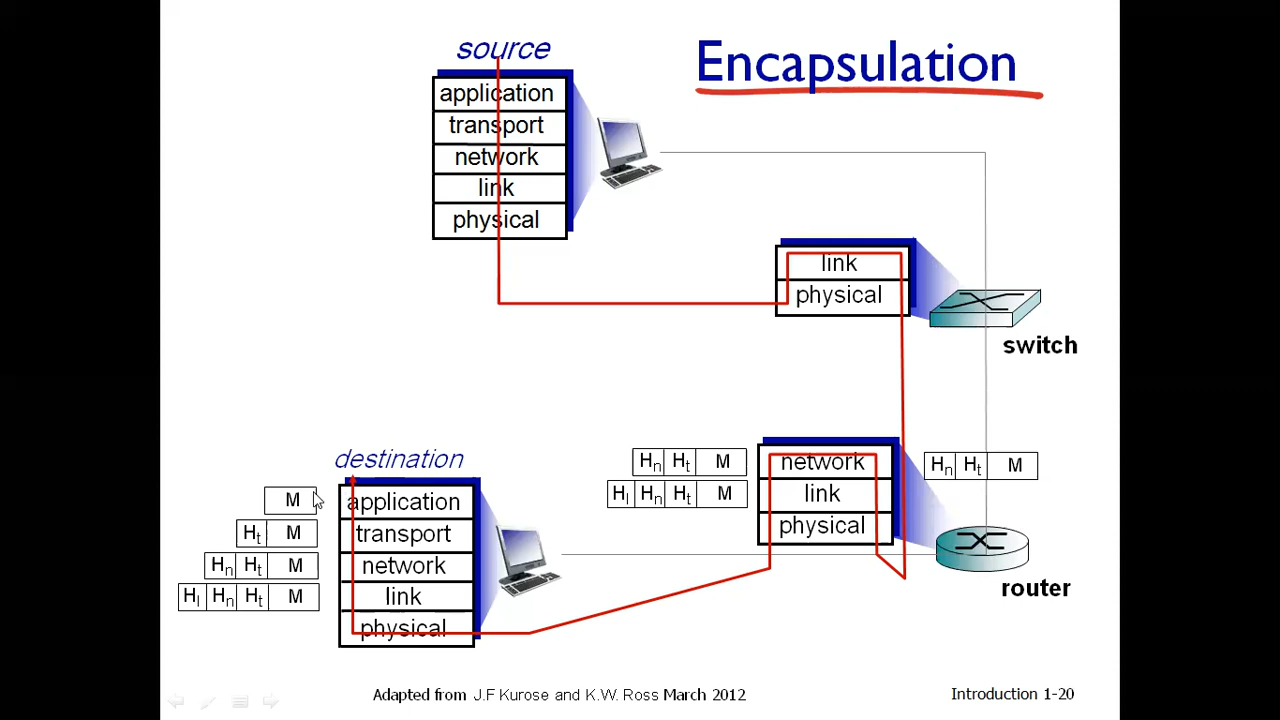 source
Encapsulation
application
transport
network
link
physical
link
physical
switch
destination
M
Ht M
Hn Ht M
Hl Hn Ht M
application
transport
network
link
physical
Hn Ht M
Hl Hn Ht M
network
link
physical
Hn Ht M
router
Adapted from J.F Kurose and K.W. Ross March 2012
Introduction 1-20